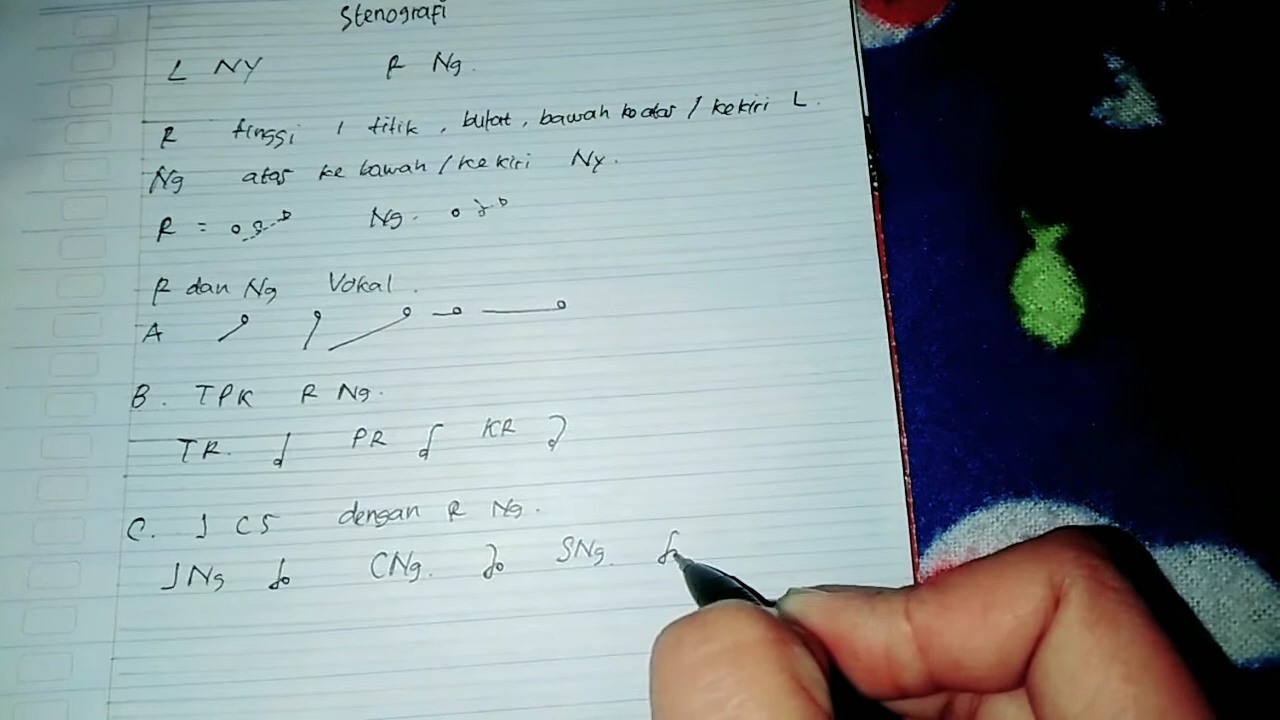 Stenografi
L NY R Ng.
R tinggi 1 titik, bulat, bawah ke atas / kekiri L.
Ng atas ke bawah / ke kiri NY.
R = Ng.
R dan Ng Vokal.
A
B. TPK R Ng.
TR. PR KR
C. J C S dengan R Ng.
JNg CNg. SNg.